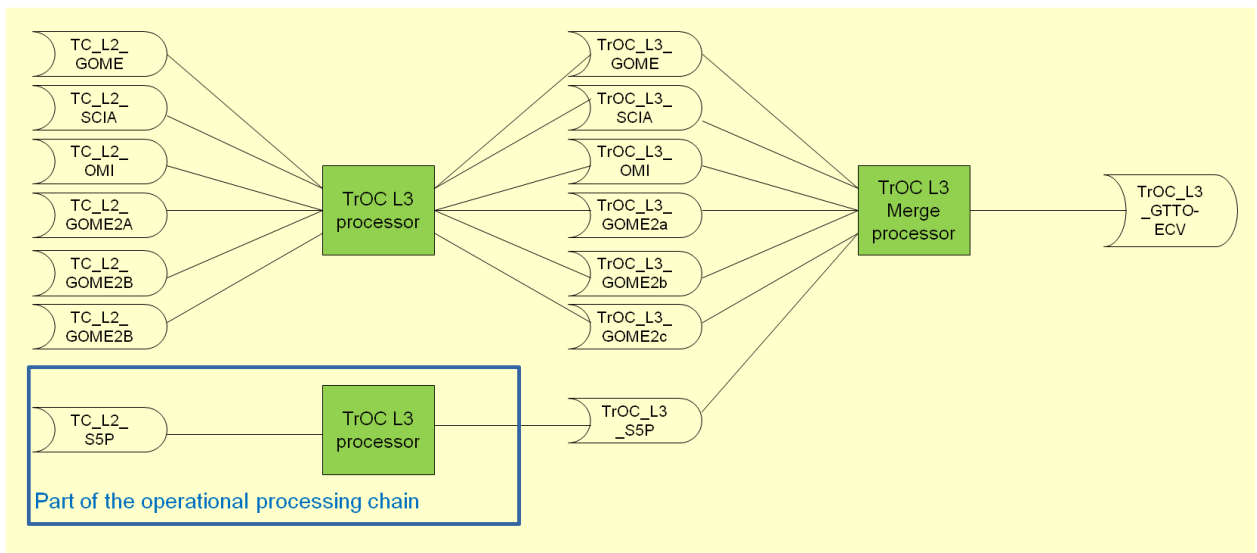 TC_L2_
GOME
TC_L2_
SCIA
TC_L2_
OMI
TC_L2_
GOME2A
TC_L2_
GOME2B
TC_L2_
GOME2B
TrOC L3
processor
TrOC_L3_
GOME
TrOC_L3_
SCIA
TrOC_L3_
OMI
TrOC_L3_
GOME2a
TrOC_L3_
GOME2b
TrOC_L3_
GOME2c
TrOC L3
Merge
processor
TrOC_L3
_GTTO-
ECV
TC_L2_
S5P
TrOC L3
processor
TrOC_L3
_S5P
Part of the operational processing chain